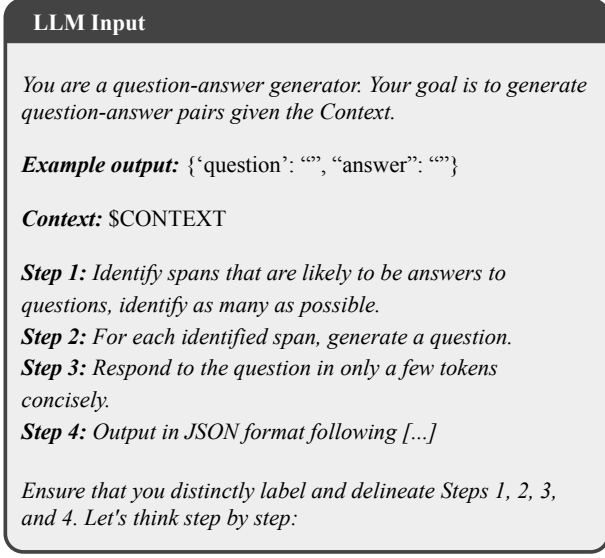 LLM Input
You are a question-answer generator. Your goal is to generate
question-answer pairs given the Context.
Example output: {‘question’: “”, “answer”: “”}
Context: $CONTEXT
Step 1: Identify spans that are likely to be answers to
questions, identify as many as possible.
Step 2: For each identified span, generate a question.
Step 3: Respond to the question in only a few tokens
concisely.
Step 4: Output in JSON format following [...]
Ensure that you distinctly label and delineate Steps 1, 2, 3,
and 4. Let's think step by step: